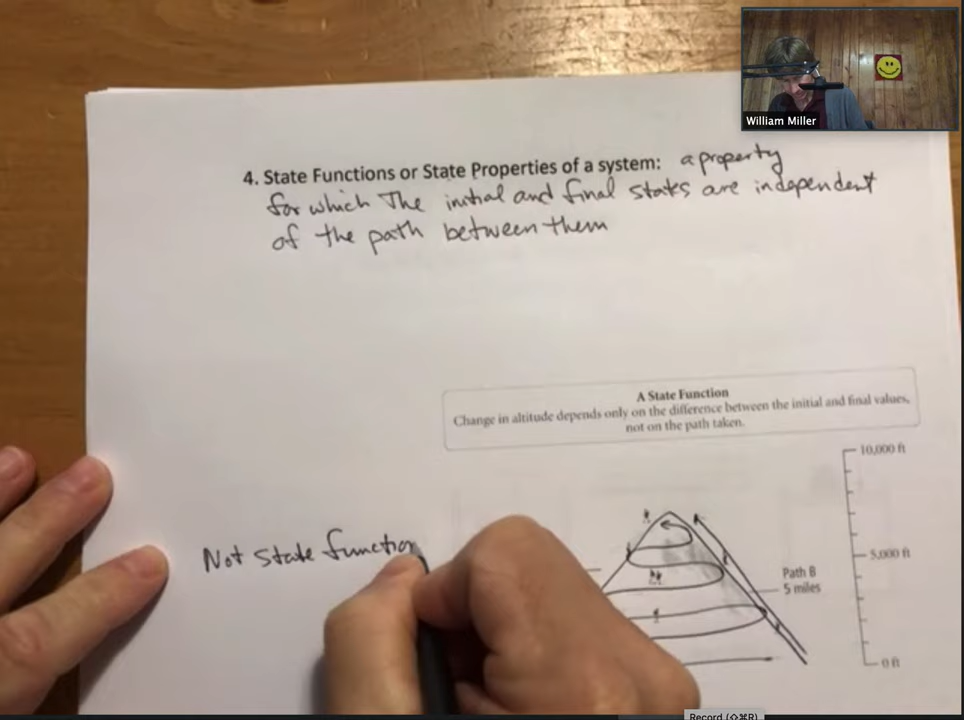 William Miller
4. State Functions or State Properties of a system: a property
for which The initial and final states are independent
of the path between them
A State Function
Change in altitude depends only on the difference between the initial and final values,
not on the path taken.
10,000 ft
Not State function
5,000 ft
Path B
5 miles
0 ft
Record (⇧⌘R)